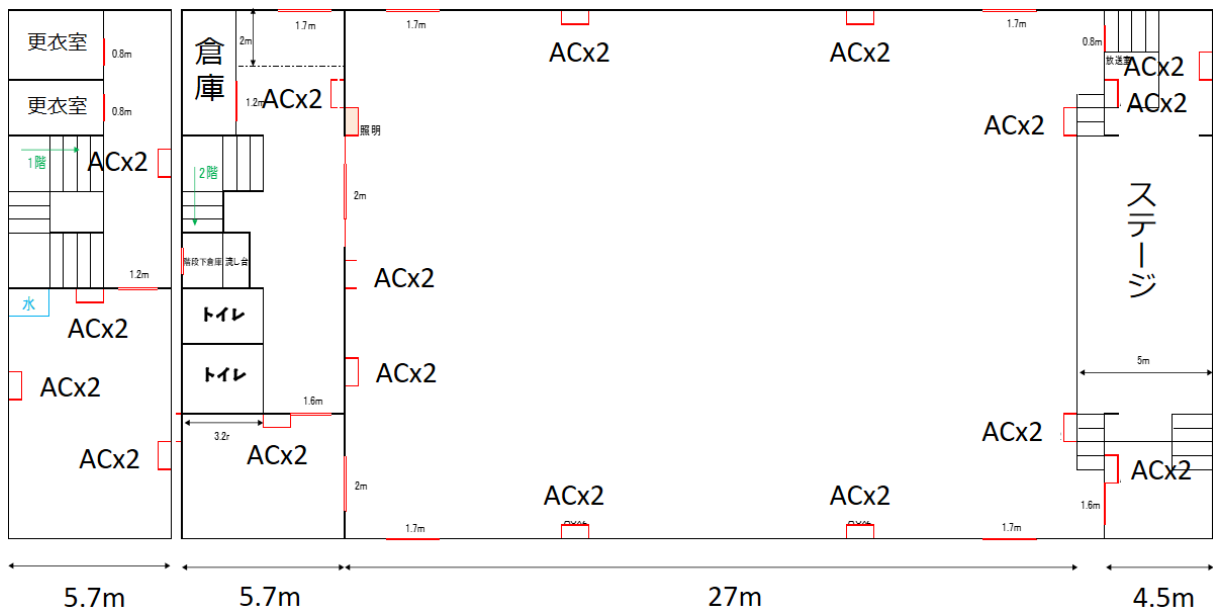 更衣室
0.8m
更衣室
0.8m
1階
ACx2
1.2m
水
ACx2
ACx2
ACx2
5.7m
倉庫
2m
1.7m
1.2m
ACx2
2階
階段下倉庫
流し台
トイレ
トイレ
1.6m
3.2r
ACx2
5.7m
1.7m
ACx2
ACx2
1.7m
照明
2m
ACx2
ACx2
ACx2
ACx2
2m
ACx2
ACx2
1.7m
1.7m
27m
0.8m
放送室
ACx2
ACx2
ステージ
5m
ACx2
1.6m
4.5m